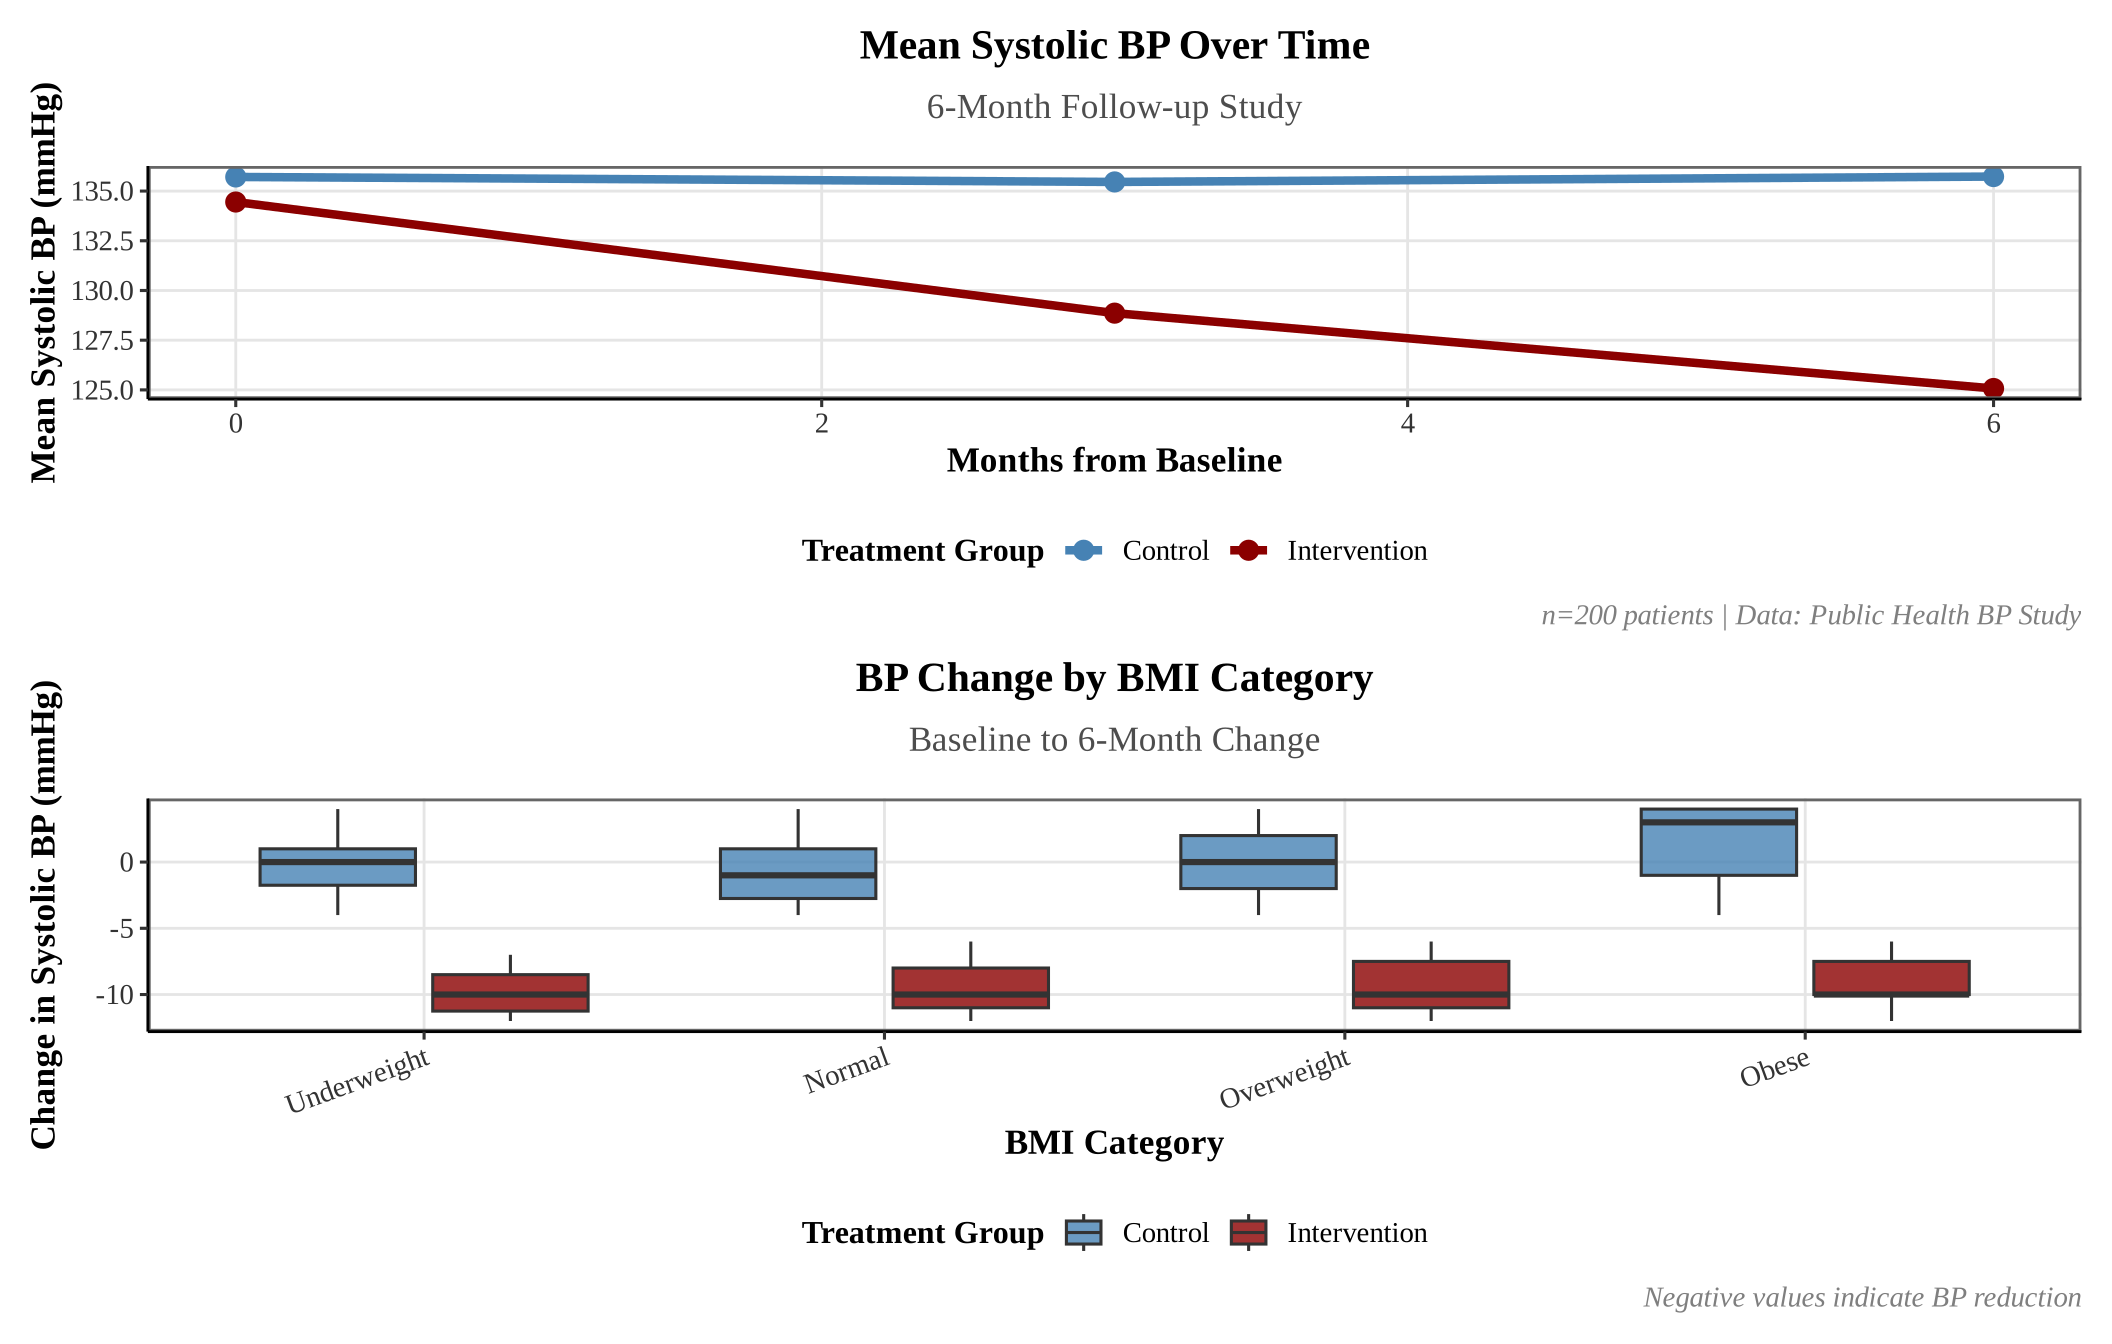 Mean Systolic BP Over Time
6-Month Follow-up Study
Mean Systolic BP (mmHg)
135.0
132.5
130.0
127.5
125.0
0 2 4 6
Months from Baseline
Treatment Group Control Intervention
n=200 patients | Data: Public Health BP Study
BP Change by BMI Category
Baseline to 6-Month Change
Change in Systolic BP (mmHg)
0
-5
-10
Underweight Normal Overweight Obese
BMI Category
Treatment Group Control Intervention
Negative values indicate BP reduction